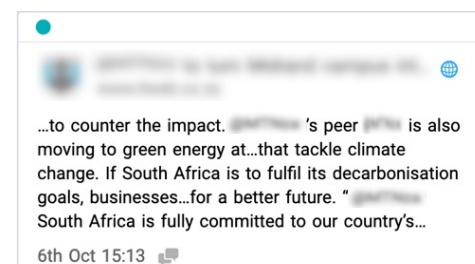 …to counter the impact. 's peer is also
moving to green energy at…that tackle climate
change. If South Africa is to fulfil its decarbonisation
goals, businesses…for a better future. “
South Africa is fully committed to our country’s…
6th Oct 15:13